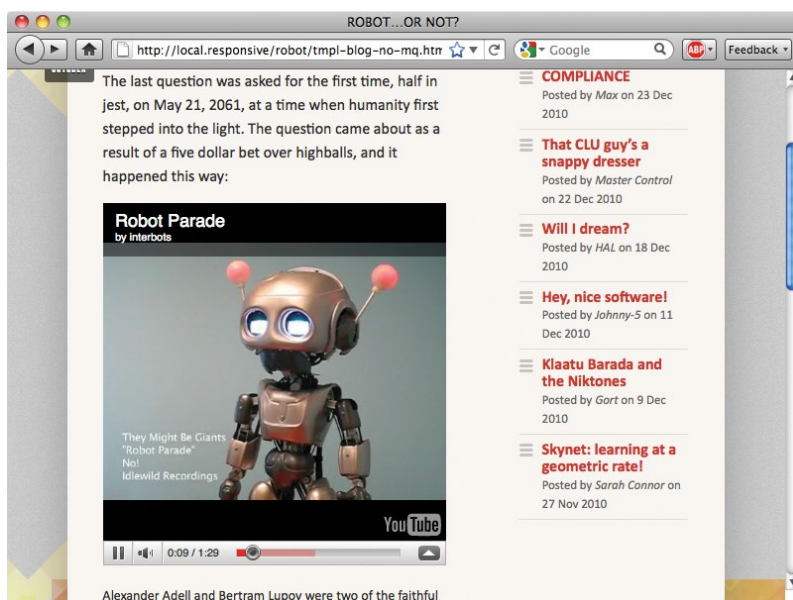 ROBOT...OR NOT?
http://local.responsive/robot/tmpl-blog-no-mq.htm
Google
ABP
Feedback
The last question was asked for the first time, half in
jest, on May 21, 2061, at a time when humanity first
stepped into the light. The question came about as a
result of a five dollar bet over highballs, and it
happened this way:
Robot Parade
by interbots
They Might Be Giants
"Robot Parade"
No!
Idlewild Recordings
YouTube
0:09 / 1:29
Alexander Adell and Bertram Lupov were two of the faithful
COMPLIANCE
Posted by Max on 23 Dec
2010
That CLU guy's a
snappy dresser
Posted by Master Control
on 22 Dec 2010
Will I dream?
Posted by HAL on 18 Dec
2010
Hey, nice software!
Posted by Johnny-5 on 11
Dec 2010
Klaatu Barada and
the Niktones
Posted by Gort on 9 Dec
2010
Skynet: learning at a
geometric rate!
Posted by Sarah Connor on
27 Nov 2010